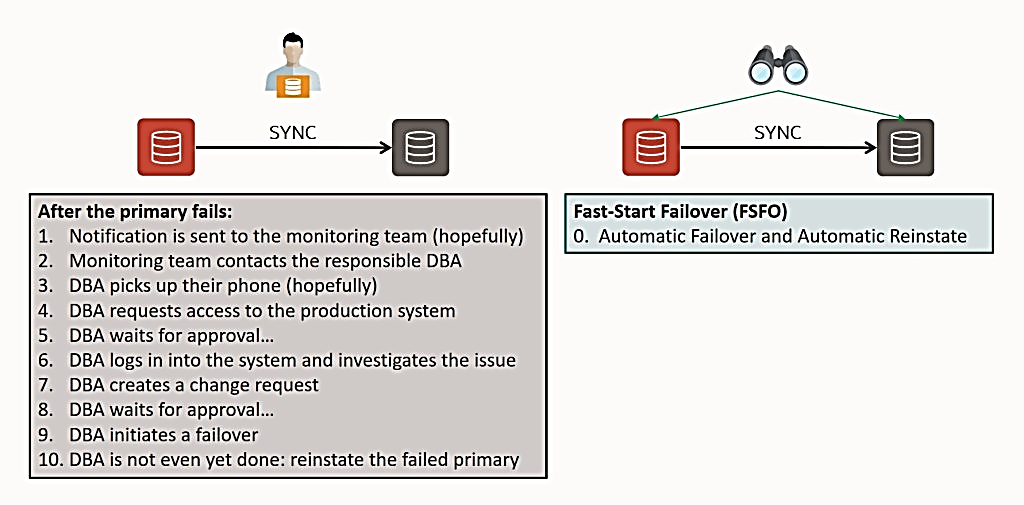 SYNC
After the primary fails:
1. Notification is sent to the monitoring team (hopefully)
2. Monitoring team contacts the responsible DBA
3. DBA picks up their phone (hopefully)
4. DBA requests access to the production system
5. DBA waits for approval...
6. DBA logs in into the system and investigates the issue
7. DBA creates a change request
8. DBA waits for approval...
9. DBA initiates a failover
10. DBA is not even yet done: reinstate the failed primary
SYNC
Fast-Start Failover (FSFO)
0. Automatic Failover and Automatic Reinstate